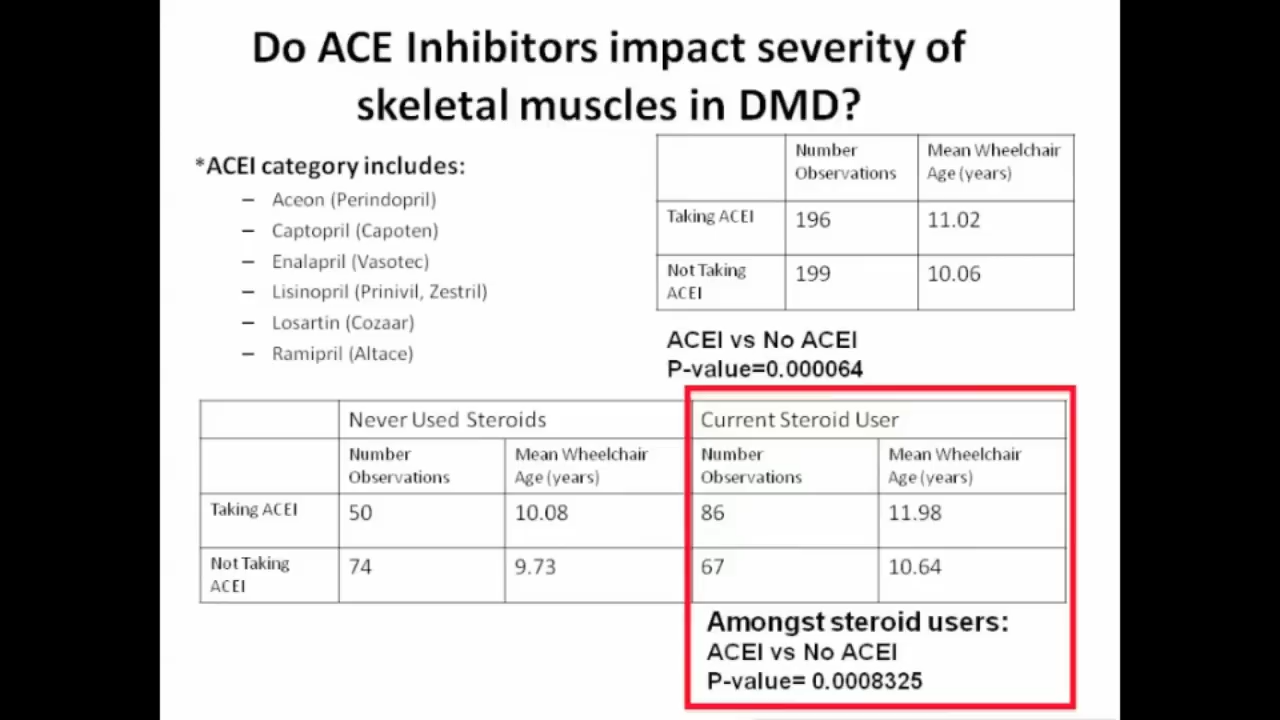 Do ACE Inhibitors impact severity of
skeletal muscles in DMD?
*ACEI category includes:
– Aceon (Perindopril)
– Captopril (Capoten)
– Enalapril (Vasotec)
– Lisinopril (Prinivil, Zestril)
– Losartin (Cozaar)
– Ramipril (Altace)
Number Mean Wheelchair
Observations Age (years)
Taking ACEI 196 11.02
Not Taking 199 10.06
ACEI
ACEI vs No ACEI
P-value=0.000064
Never Used Steroids Current Steroid User
Number Mean Wheelchair Number Mean Wheelchair
Observations Age (years) Observations Age (years)
Taking ACEI 50 10.08 86 11.98
Not Taking 74 9.73 67 10.64
ACEI
Amongst steroid users:
ACEI vs No ACEI
P-value= 0.0008325